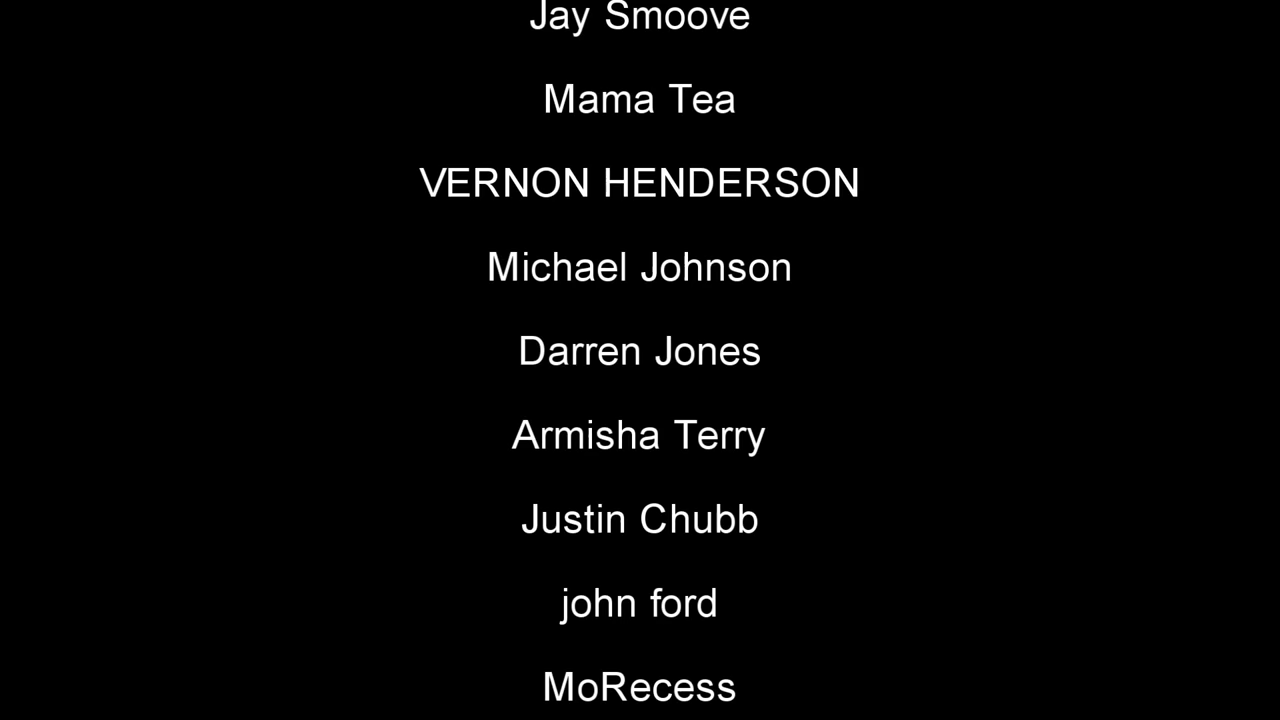 Jay Smoove
Mama Tea
VERNON HENDERSON
Michael Johnson
Darren Jones
Armisha Terry
Justin Chubb
john ford
MoRecess